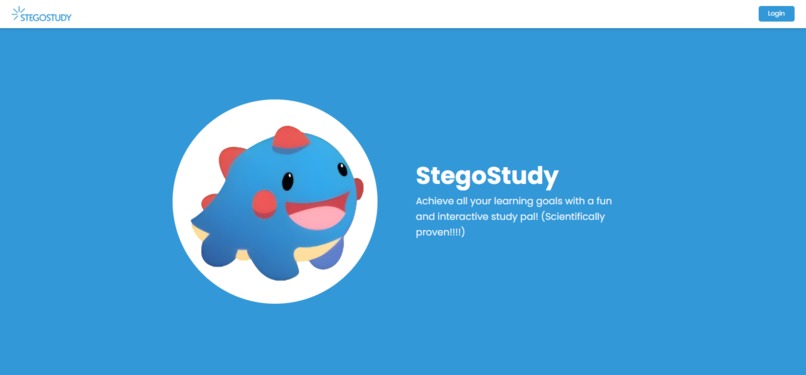 STEGOSTUDY
Login
StegoStudy
Achieve all your learning goals with a fun
and interactive study pal! (Scientifically
proven!!!!)